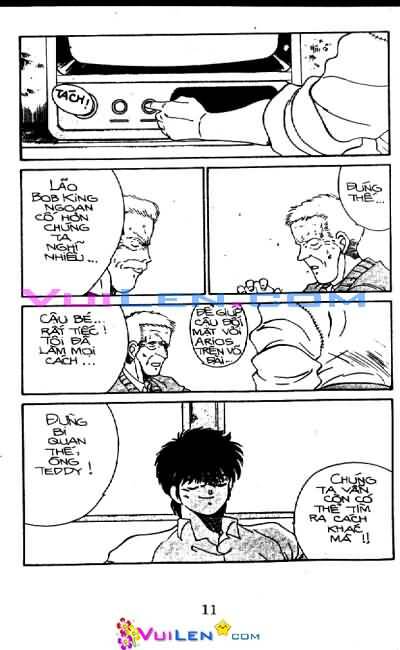 TÁCH!
LÃO
BOB KING
NGOAN
CỐ HƠN
CHÚNG
TA
NGHĨ
NHIỀU...
ĐÚNG
THẾ...
VUILEN.COM
CẬU BÉ...
RẤT TIẾC!
TÔI ĐÃ
LÀM MỌI
CÁCH...
ĐỂ GIÚP
CẬU ĐỐI
MẶT VỚI
ARIOS
TRÊN VÕ
ĐÀI...
ĐỪNG
BI
QUAN
THẾ,
ÔNG
TEDDY!
CHÚNG
TA VẪN
CÒN CÓ
THỂ TÌM
RA CÁCH
KHÁC
MÀ!!
11
VUILEN.COM